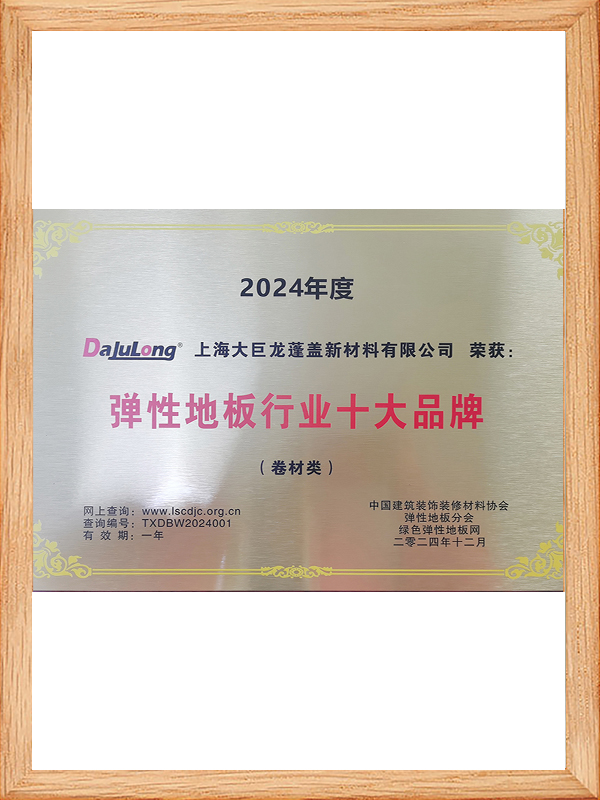 2024年度
DaJuLong® 上海大巨龙蓬盖新材料有限公司 荣获：
弹性地板行业十大品牌
（卷材类）
网上查询：www.lscdjc.org.cn
查询编号：TXDBW2024001
有 效 期：一年
中国建筑装饰装修材料协会
弹性地板分会
绿色弹性地板网
二零二四年十二月